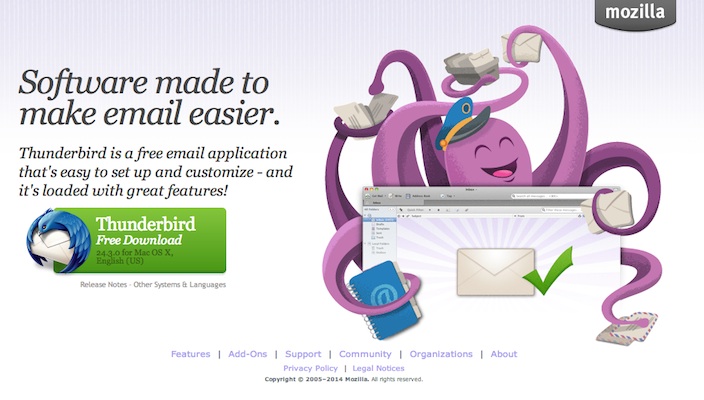 mozilla
Software made to
make email easier.
Thunderbird is a free email application
that's easy to set up and customize - and
it's loaded with great features!
Thunderbird
Free Download
24.3.0 for Mac OS X,
English (US)
Release Notes - Other Systems & Languages
@
Features | Add-Ons | Support | Community | Organizations | About
Privacy Policy | Legal Notices
Copyright © 2005–2014 Mozilla. All rights reserved.